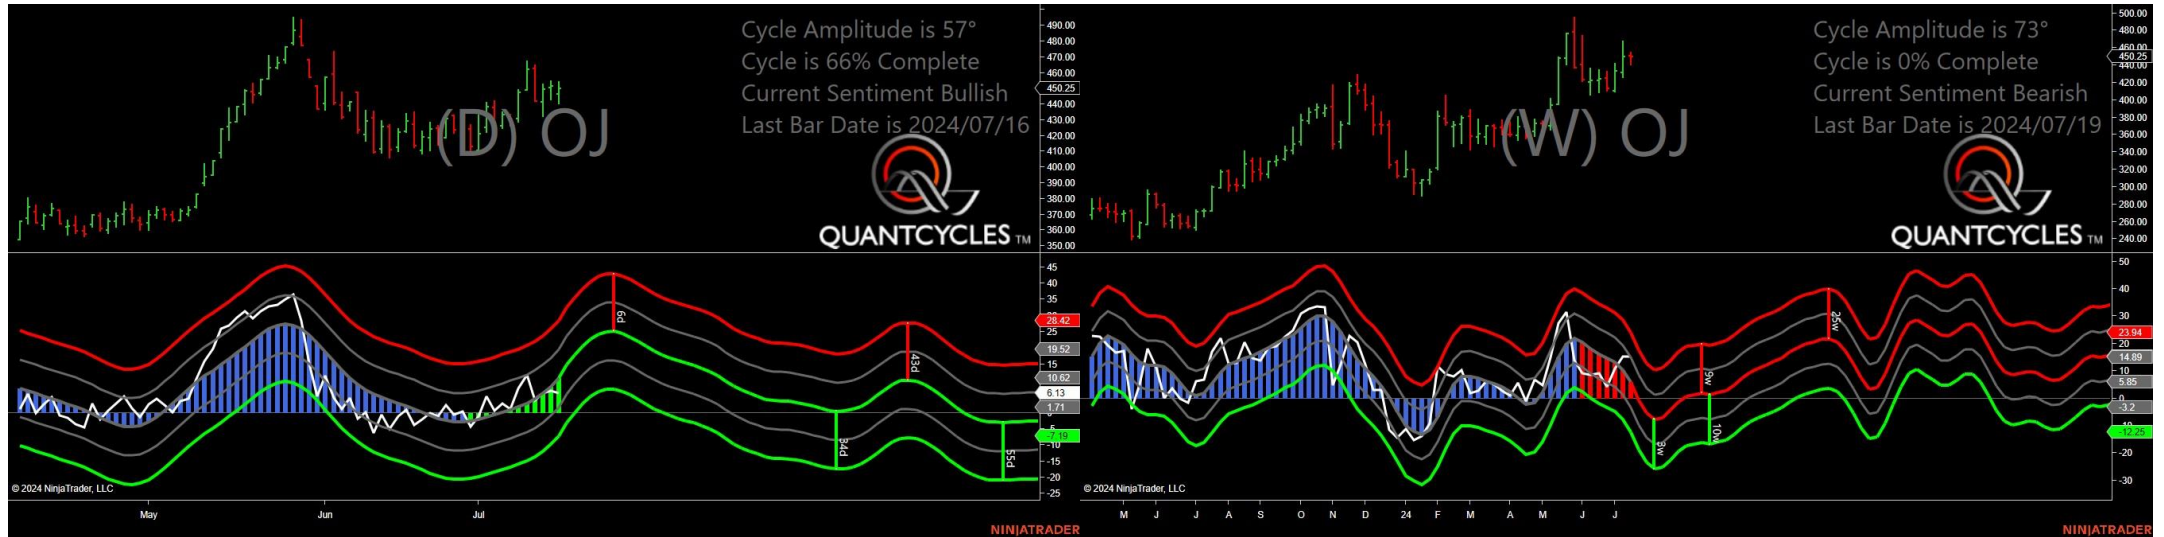 Cycle Amplitude is 57°
Cycle is 66% Complete
Current Sentiment Bullish
Last Bar Date is 2024/07/16
(D) OJ
QUANTCYCLES TM
490.00
480.00
470.00
460.00
450.25
440.00
430.00
420.00
410.00
400.00
390.00
380.00
370.00
360.00
350.00
45
35
28.42
25
19.52
15
10.62
6.13
1.71
-5
-7.19
-10
-15
-20
-25
6d
34d
43d
55d
© 2024 NinjaTrader, LLC
May Jun Jul
NINJATRADER
Cycle Amplitude is 73°
Cycle is 0% Complete
Current Sentiment Bearish
Last Bar Date is 2024/07/19
(W) OJ
QUANTCYCLES TM
500.00
480.00
460.00
450.25
440.00
420.00
400.00
380.00
360.00
340.00
320.00
300.00
280.00
260.00
240.00
50
40
30
23.94
20
14.89
10
5.85
0
-3.2
-12.25
-20
-30
8w
9w
10w
25w
© 2024 NinjaTrader, LLC
M J J A S O N D 24 F M A M J J
NINJATRADER